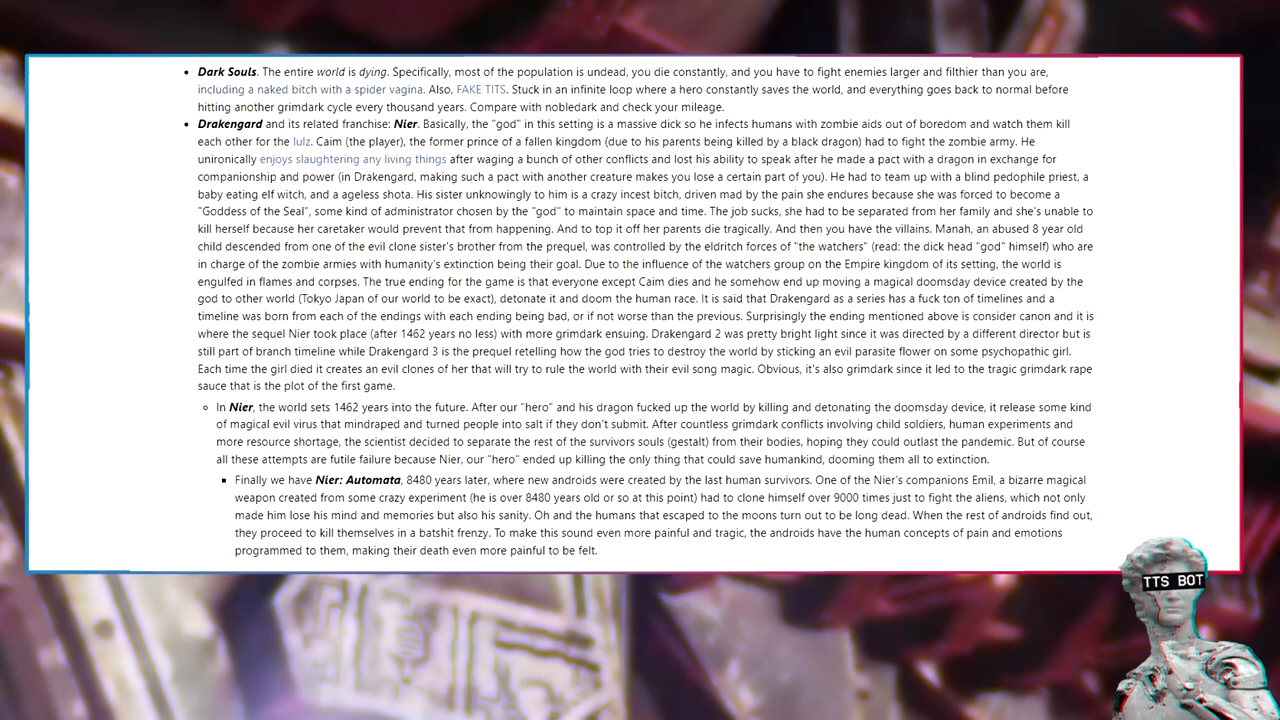 Dark Souls. The entire world is dying. Specifically, most of the population is undead, you die constantly, and you have to fight enemies larger and filthier than you are,
including a naked bitch with a spider vagina. Also, FAKE TITS. Stuck in an infinite loop where a hero constantly saves the world, and everything goes back to normal before
hitting another grimdark cycle every thousand years. Compare with nobledark and check your mileage.
Drakengard and its related franchise: Nier. Basically, the "god" in this setting is a massive dick so he infects humans with zombie aids out of boredom and watch them kill
each other for the lulz. Caim (the player), the former prince of a fallen kingdom (due to his parents being killed by a black dragon) had to fight the zombie army. He
unironically enjoys slaughtering any living things after waging a bunch of other conflicts and lost his ability to speak after he made a pact with a dragon in exchange for
companionship and power (in Drakengard, making such a pact with another creature makes you lose a certain part of you). He had to team up with a blind pedophile priest, a
baby eating elf witch, and a ageless shota. His sister unknowingly to him is a crazy incest bitch, driven mad by the pain she endures because she was forced to become a
"Goddess of the Seal", some kind of administrator chosen by the "god" to maintain space and time. The job sucks, she had to be separated from her family and she's unable to
kill herself because her caretaker would prevent that from happening. And to top it off her parents die tragically. And then you have the villains. Manah, an abused 8 year old
child descended from one of the evil clone sister's brother from the prequel, was controlled by the eldritch forces of "the watchers" (read: the dick head "god" himself) who are
in charge of the zombie armies with humanity's extinction being their goal. Due to the influence of the watchers group on the Empire kingdom of its setting, the world is
engulfed in flames and corpses. The true ending for the game is that everyone except Caim dies and he somehow end up moving a magical doomsday device created by the
god to other world (Tokyo Japan of our world to be exact), detonate it and doom the human race. It is said that Drakengard as a series has a fuck ton of timelines and a
timeline was born from each of the endings with each ending being bad, or if not worse than the previous. Surprisingly the ending mentioned above is consider canon and it is
where the sequel Nier took place (after 1462 years no less) with more grimdark ensuing. Drakengard 2 was pretty bright light since it was directed by a different director but is
still part of branch timeline while Drakengard 3 is the prequel retelling how the god tries to destroy the world by sticking an evil parasite flower on some psychopathic girl.
Each time the girl died it creates an evil clones of her that will try to rule the world with their evil song magic. Obvious, it's also grimdark since it led to the tragic grimdark rape
sauce that is the plot of the first game.
In Nier, the world sets 1462 years into the future. After our "hero" and his dragon fucked up the world by killing and detonating the doomsday device, it release some kind
of magical evil virus that mindraped and turned people into salt if they don't submit. After countless grimdark conflicts involving child soldiers, human experiments and
more resource shortage, the scientist decided to separate the rest of the survivors souls (gestalt) from their bodies, hoping they could outlast the pandemic. But of course
all these attempts are futile failure because Nier, our "hero" ended up killing the only thing that could save humankind, dooming them all to extinction.
Finally we have Nier: Automata, 8480 years later, where new androids were created by the last human survivors. One of the Nier's companions Emil, a bizarre magical
weapon created from some crazy experiment (he is over 8480 years old or so at this point) had to clone himself over 9000 times just to fight the aliens, which not only
made him lose his mind and memories but also his sanity. Oh and the humans that escaped to the moons turn out to be long dead. When the rest of androids find out,
they proceed to kill themselves in a batshit frenzy. To make this sound even more painful and tragic, the androids have the human concepts of pain and emotions
programmed to them, making their death even more painful to be felt.
TTS BOT